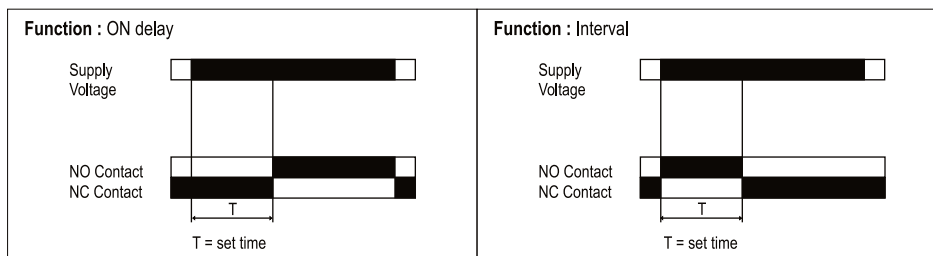 Function : ON delay
Supply
Voltage
NO Contact
NC Contact
T
T = set time
Function : Interval
Supply
Voltage
NO Contact
NC Contact
T
T = set time